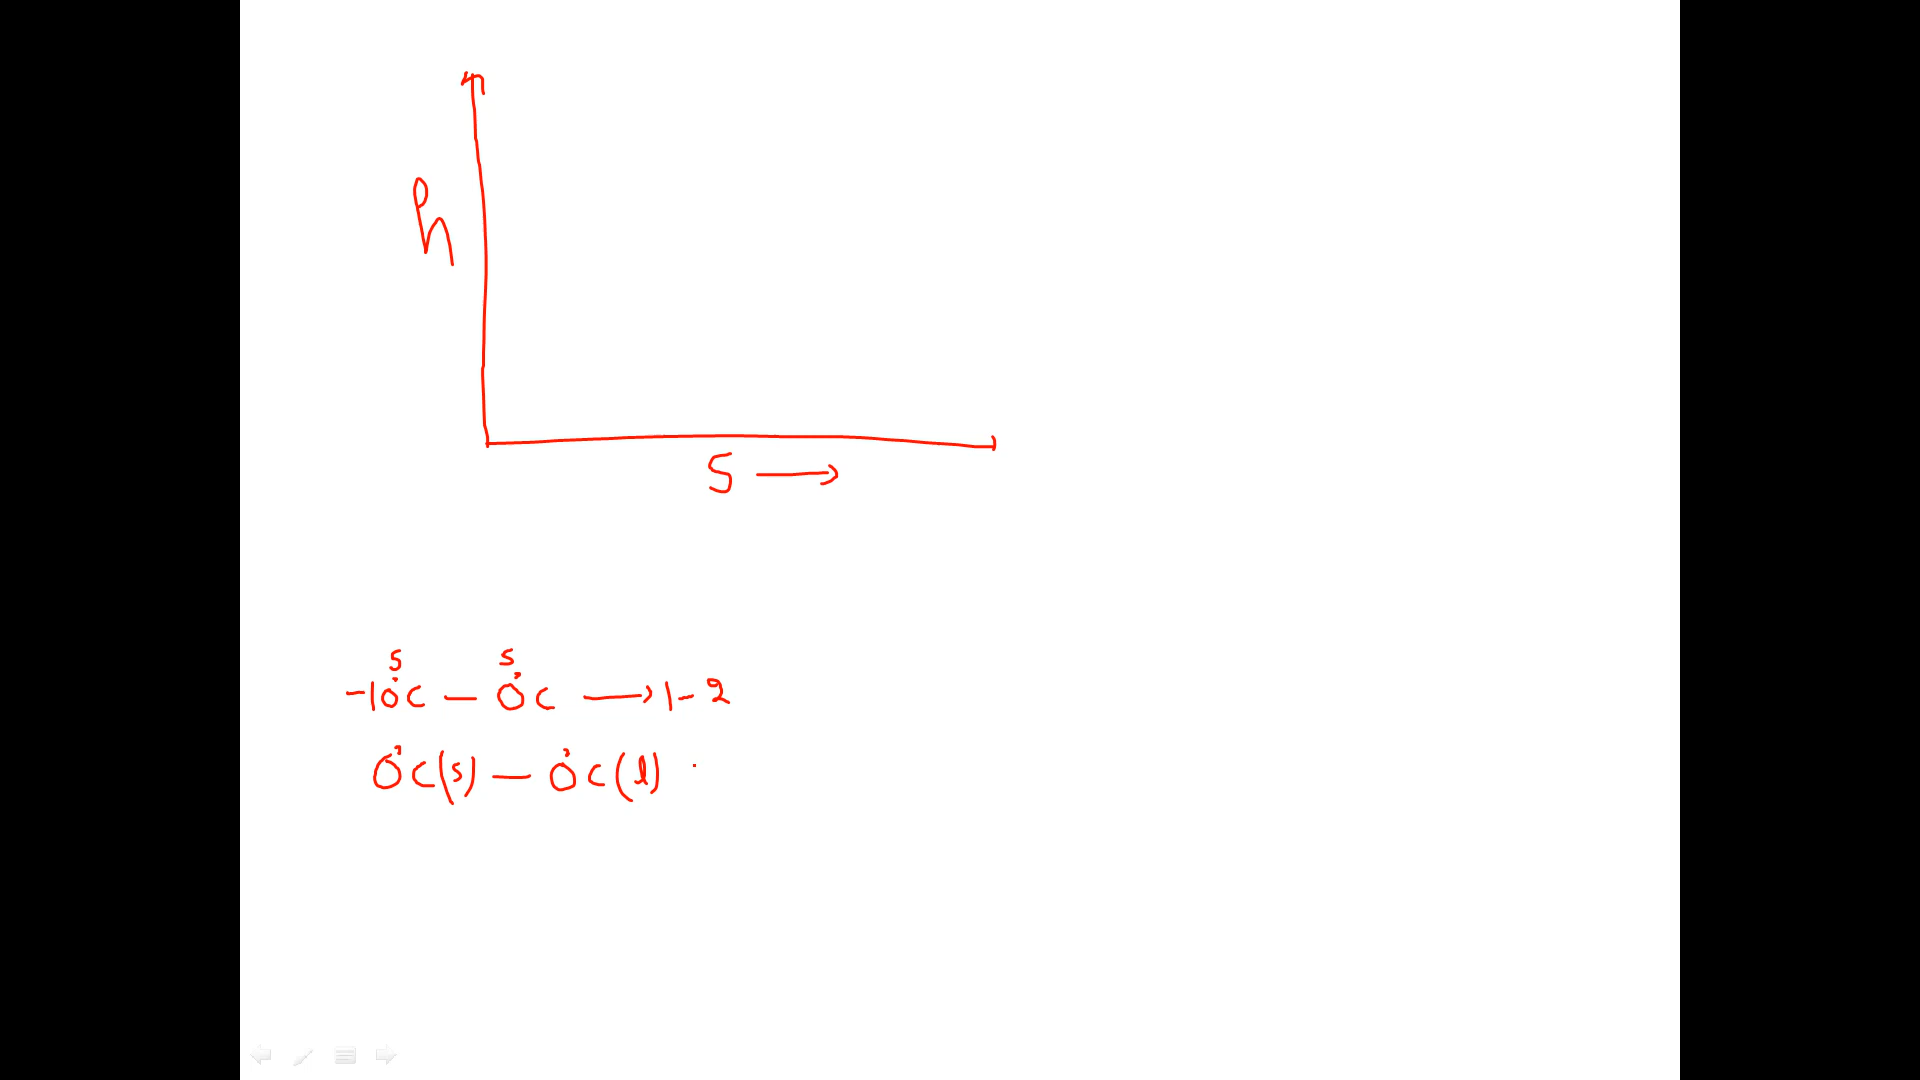 h
S →
s s
-10°C — 0°C → 1-2
0°C(s) — 0°C(l)